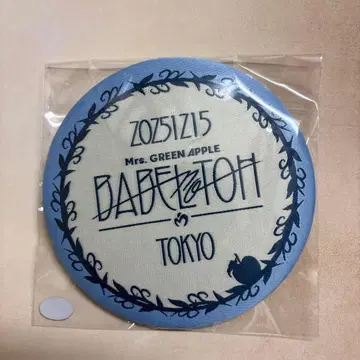 20251215
Mrs. GREEN APPLE
BABEL no TOH
TOKYO